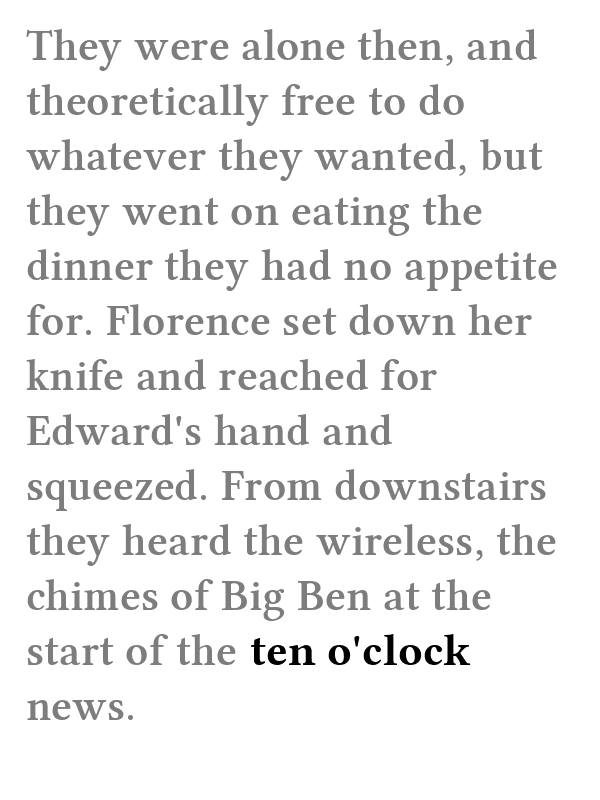 They were alone then, and
theoretically free to do
whatever they wanted, but
they went on eating the
dinner they had no appetite
for. Florence set down her
knife and reached for
Edward's hand and
squeezed. From downstairs
they heard the wireless, the
chimes of Big Ben at the
start of the ten o'clock
news.